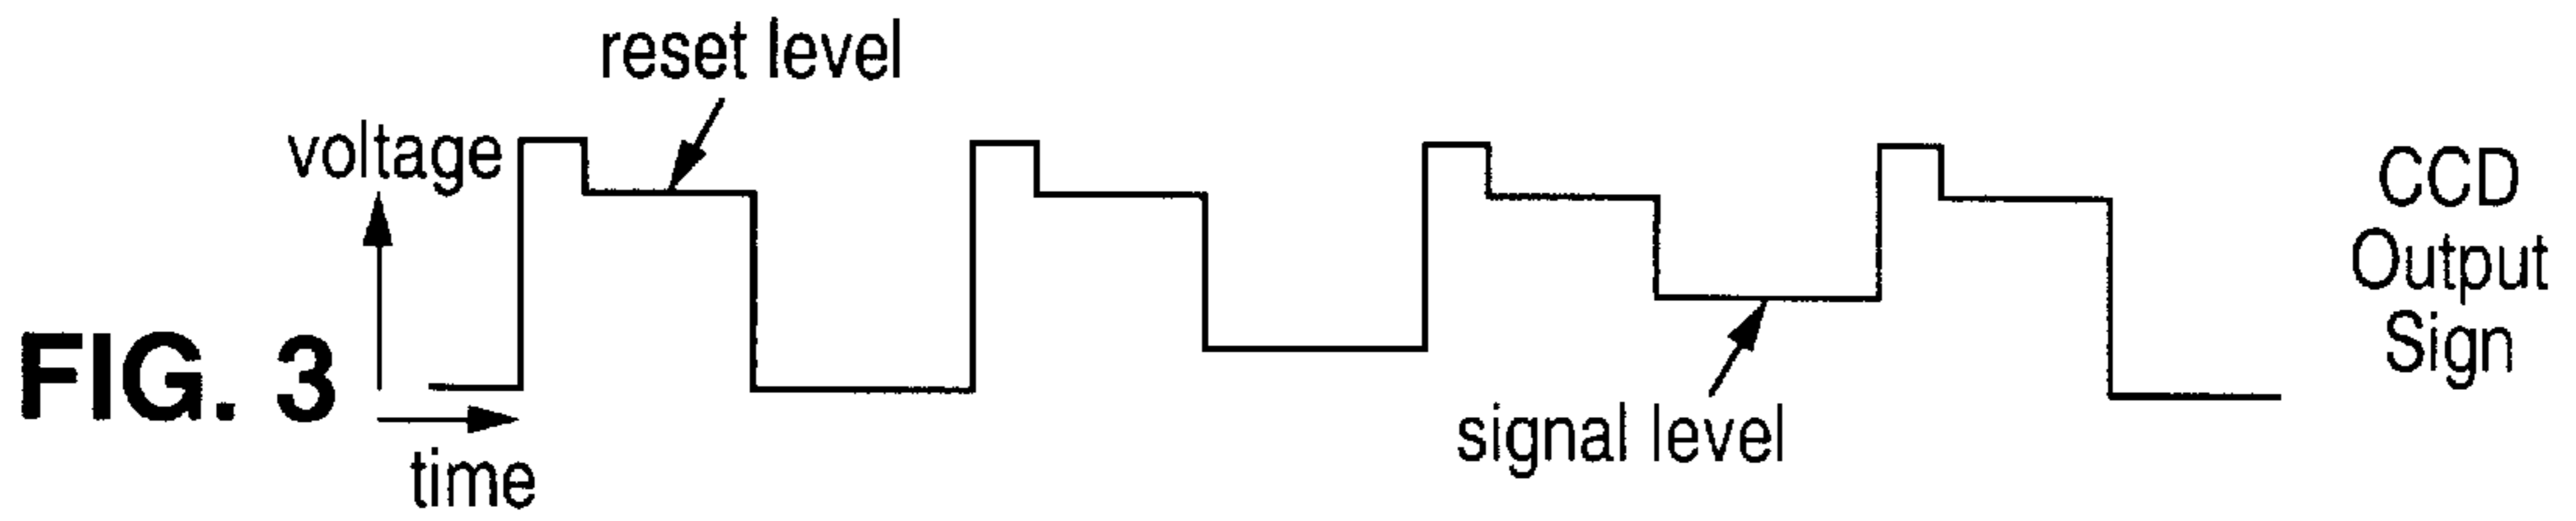 reset level
voltage
FIG. 3
time
signal level
CCD
Output
Sign